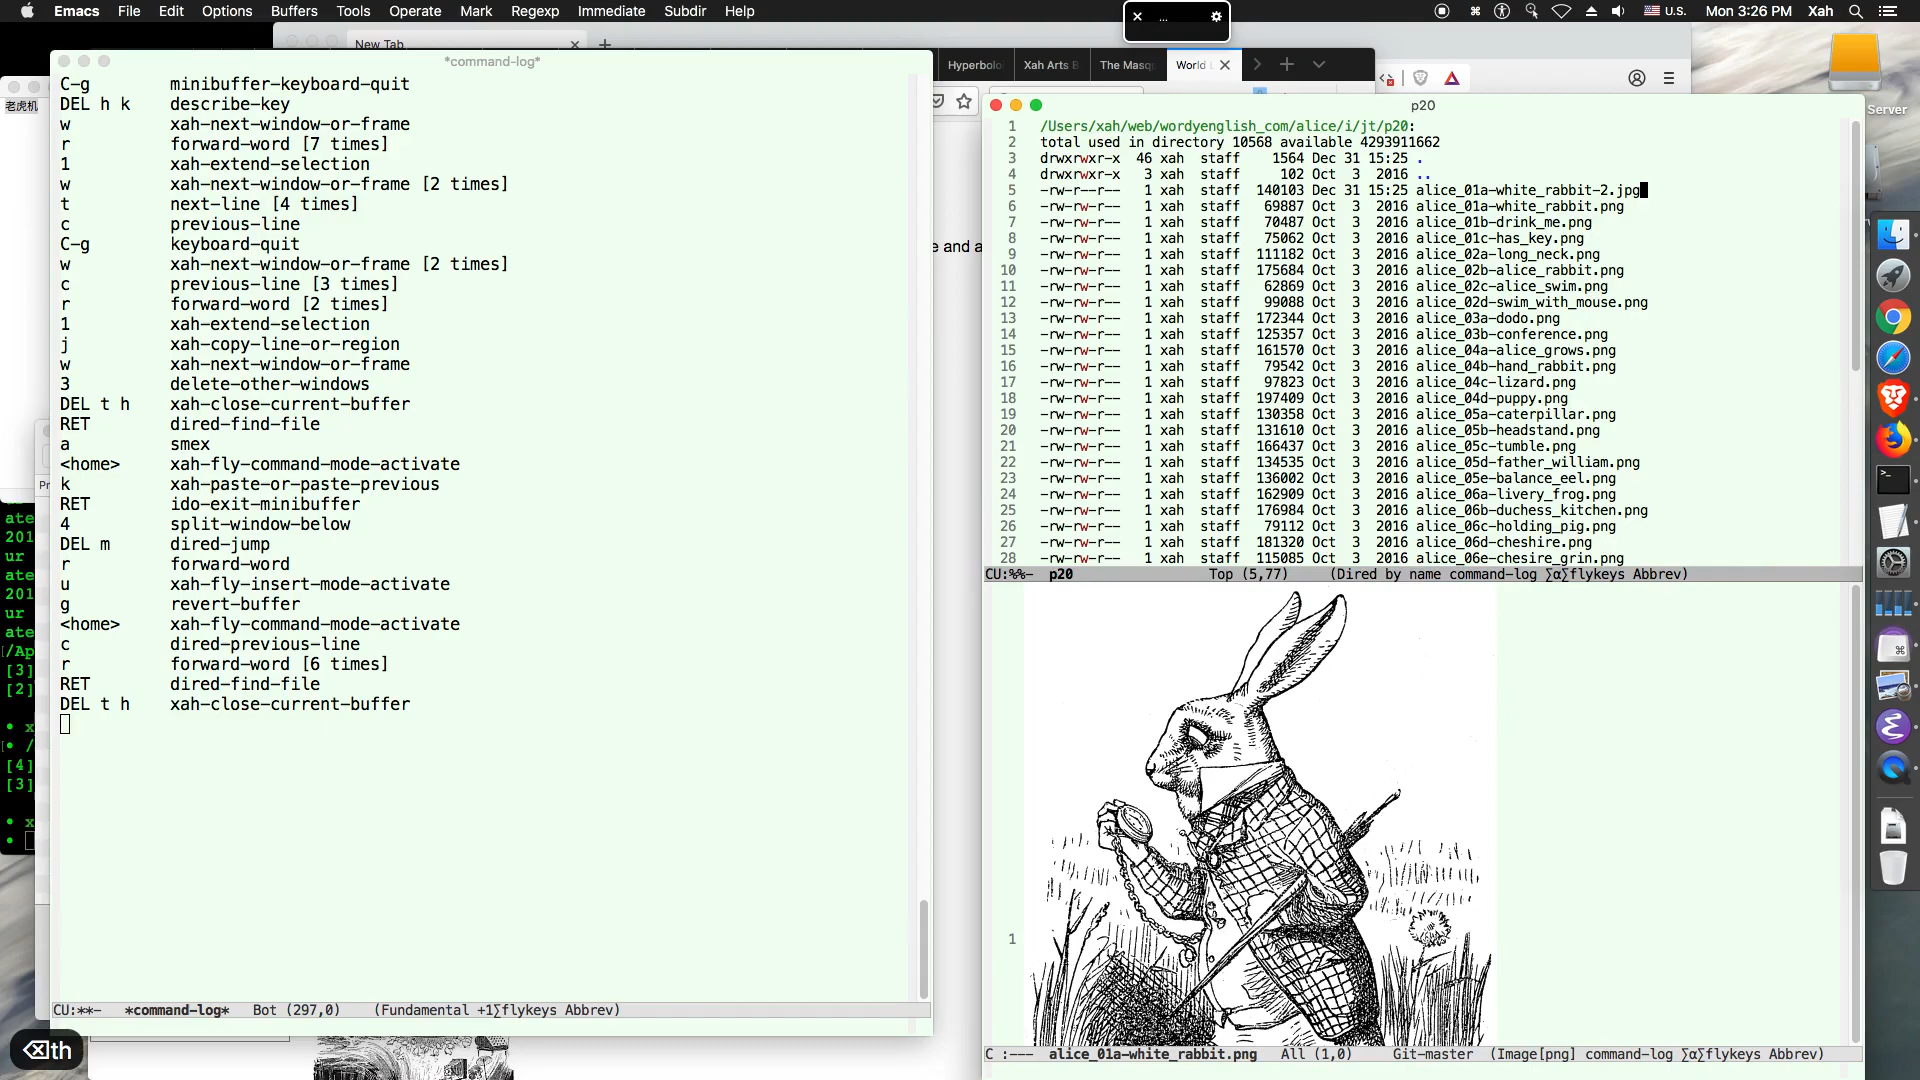 Emacs File Edit Options Buffers Tools Operate Mark Regexp Immediate Subdir Help
... U.S. Mon 3:26 PM Xah
New Tab
*command-log*
C-g minibuffer-keyboard-quit
DEL h k describe-key
w xah-next-window-or-frame
r forward-word [7 times]
1 xah-extend-selection
w xah-next-window-or-frame [2 times]
t next-line [4 times]
c previous-line
C-g keyboard-quit
w xah-next-window-or-frame [2 times]
c previous-line [3 times]
r forward-word [2 times]
1 xah-extend-selection
j xah-copy-line-or-region
w xah-next-window-or-frame
3 delete-other-windows
DEL t h xah-close-current-buffer
RET dired-find-file
a smex
<home> xah-fly-command-mode-activate
k xah-paste-or-paste-previous
RET ido-exit-minibuffer
4 split-window-below
DEL m dired-jump
r forward-word
u xah-fly-insert-mode-activate
g revert-buffer
<home> xah-fly-command-mode-activate
c dired-previous-line
r forward-word [6 times]
RET dired-find-file
DEL t h xah-close-current-buffer
CU:**- *command-log* Bot (297,0) (Fundamental +1∑flykeys Abbrev)
⌫th
老虎机
Pr
ate
201
ur
ate
201
ur
ate
[/Ap
[3]
[2]
• x
[• /
[4]
[3]
• x
•
Hyperbolo Xah Arts B The Masq World
e and a
Server
p20
1 /Users/xah/web/wordyenglish_com/alice/i/jt/p20:
2 total used in directory 10568 available 4293911662
3 drwxrwxr-x 46 xah staff 1564 Dec 31 15:25 .
4 drwxrwxr-x 3 xah staff 102 Oct 3 2016 ..
5 -rw-r--r-- 1 xah staff 140103 Dec 31 15:25 alice_01a-white_rabbit-2.jpg
6 -rw-rw-r-- 1 xah staff 69887 Oct 3 2016 alice_01a-white_rabbit.png
7 -rw-rw-r-- 1 xah staff 70487 Oct 3 2016 alice_01b-drink_me.png
8 -rw-rw-r-- 1 xah staff 75062 Oct 3 2016 alice_01c-has_key.png
9 -rw-rw-r-- 1 xah staff 111182 Oct 3 2016 alice_02a-long_neck.png
10 -rw-rw-r-- 1 xah staff 175684 Oct 3 2016 alice_02b-alice_rabbit.png
11 -rw-rw-r-- 1 xah staff 62869 Oct 3 2016 alice_02c-alice_swim.png
12 -rw-rw-r-- 1 xah staff 99088 Oct 3 2016 alice_02d-swim_with_mouse.png
13 -rw-rw-r-- 1 xah staff 172344 Oct 3 2016 alice_03a-dodo.png
14 -rw-rw-r-- 1 xah staff 125357 Oct 3 2016 alice_03b-conference.png
15 -rw-rw-r-- 1 xah staff 161570 Oct 3 2016 alice_04a-alice_grows.png
16 -rw-rw-r-- 1 xah staff 79542 Oct 3 2016 alice_04b-hand_rabbit.png
17 -rw-rw-r-- 1 xah staff 97823 Oct 3 2016 alice_04c-lizard.png
18 -rw-rw-r-- 1 xah staff 197409 Oct 3 2016 alice_04d-puppy.png
19 -rw-rw-r-- 1 xah staff 130358 Oct 3 2016 alice_05a-caterpillar.png
20 -rw-rw-r-- 1 xah staff 131610 Oct 3 2016 alice_05b-headstand.png
21 -rw-rw-r-- 1 xah staff 166437 Oct 3 2016 alice_05c-tumble.png
22 -rw-rw-r-- 1 xah staff 134535 Oct 3 2016 alice_05d-father_william.png
23 -rw-rw-r-- 1 xah staff 136002 Oct 3 2016 alice_05e-balance_eel.png
24 -rw-rw-r-- 1 xah staff 162909 Oct 3 2016 alice_06a-livery_frog.png
25 -rw-rw-r-- 1 xah staff 176984 Oct 3 2016 alice_06b-duchess_kitchen.png
26 -rw-rw-r-- 1 xah staff 79112 Oct 3 2016 alice_06c-holding_pig.png
27 -rw-rw-r-- 1 xah staff 181320 Oct 3 2016 alice_06d-cheshire.png
28 -rw-rw-r-- 1 xah staff 115085 Oct 3 2016 alice_06e-chesire_grin.png
CU:%%- p20 Top (5,77) (Dired by name command-log ∑α∑flykeys Abbrev)
1
C :--- alice_01a-white_rabbit.png All (1,0) Git-master (Image[png] command-log ∑α∑flykeys Abbrev)